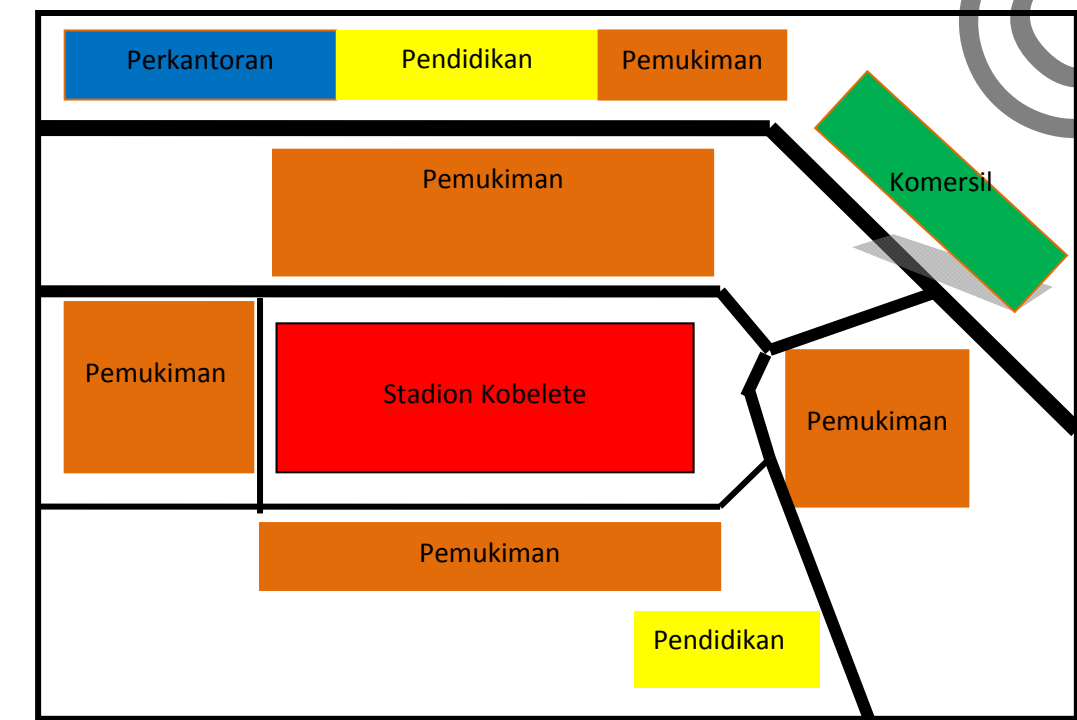 Perkantoran
Pendidikan
Pemukiman
Komersil
Pemukiman
Pemukiman
Stadion Kobelete
Pemukiman
Pemukiman
Pendidikan